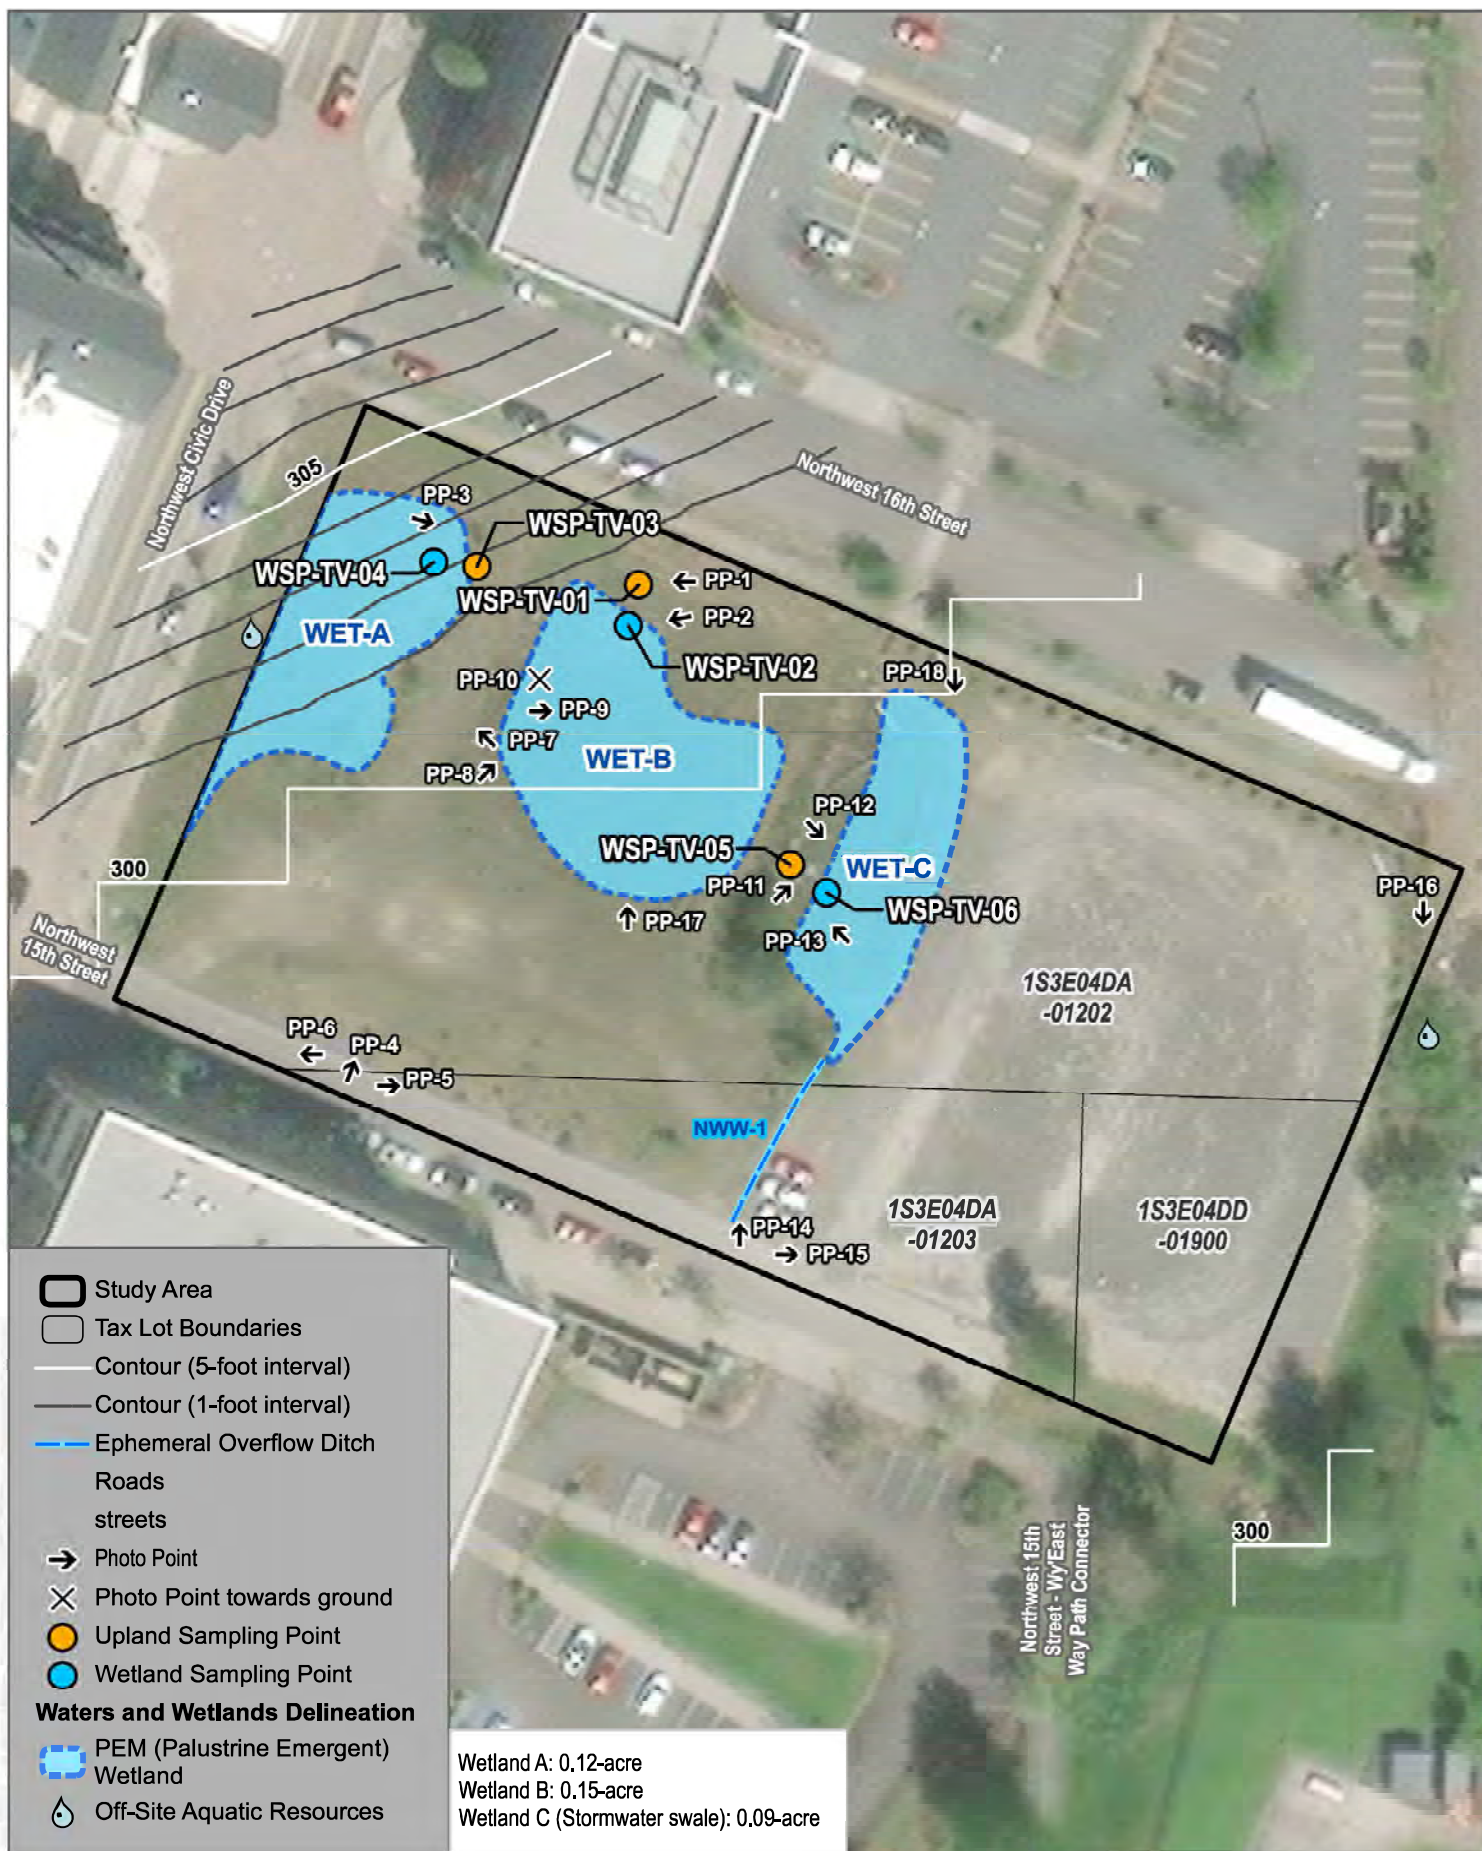 Northwest Civic Drive
305
PP-3
WSP-TV-03
Northwest 16th Street
WSP-TV-04
WSP-TV-01
PP-1
PP-2
WET-A
WSP-TV-02
PP-10
PP-18
PP-9
PP-7
WET-B
PP-8
PP-12
WSP-TV-05
WET-C
300
PP-11
PP-16
WSP-TV-06
PP-17
PP-13
Northwest
15th Street
1S3E04DA
-01202
PP-6
PP-4
PP-5
NWW-1
1S3E04DA
-01203
1S3E04DD
-01900
PP-14
PP-15
300
Northwest 15th
Street - Wy'East
Way Path Connector
Study Area
Tax Lot Boundaries
Contour (5-foot interval)
Contour (1-foot interval)
Ephemeral Overflow Ditch
Roads
streets
Photo Point
Photo Point towards ground
Upland Sampling Point
Wetland Sampling Point
Waters and Wetlands Delineation
PEM (Palustrine Emergent)
Wetland
Off-Site Aquatic Resources
Wetland A: 0.12-acre
Wetland B: 0.15-acre
Wetland C (Stormwater swale): 0.09-acre